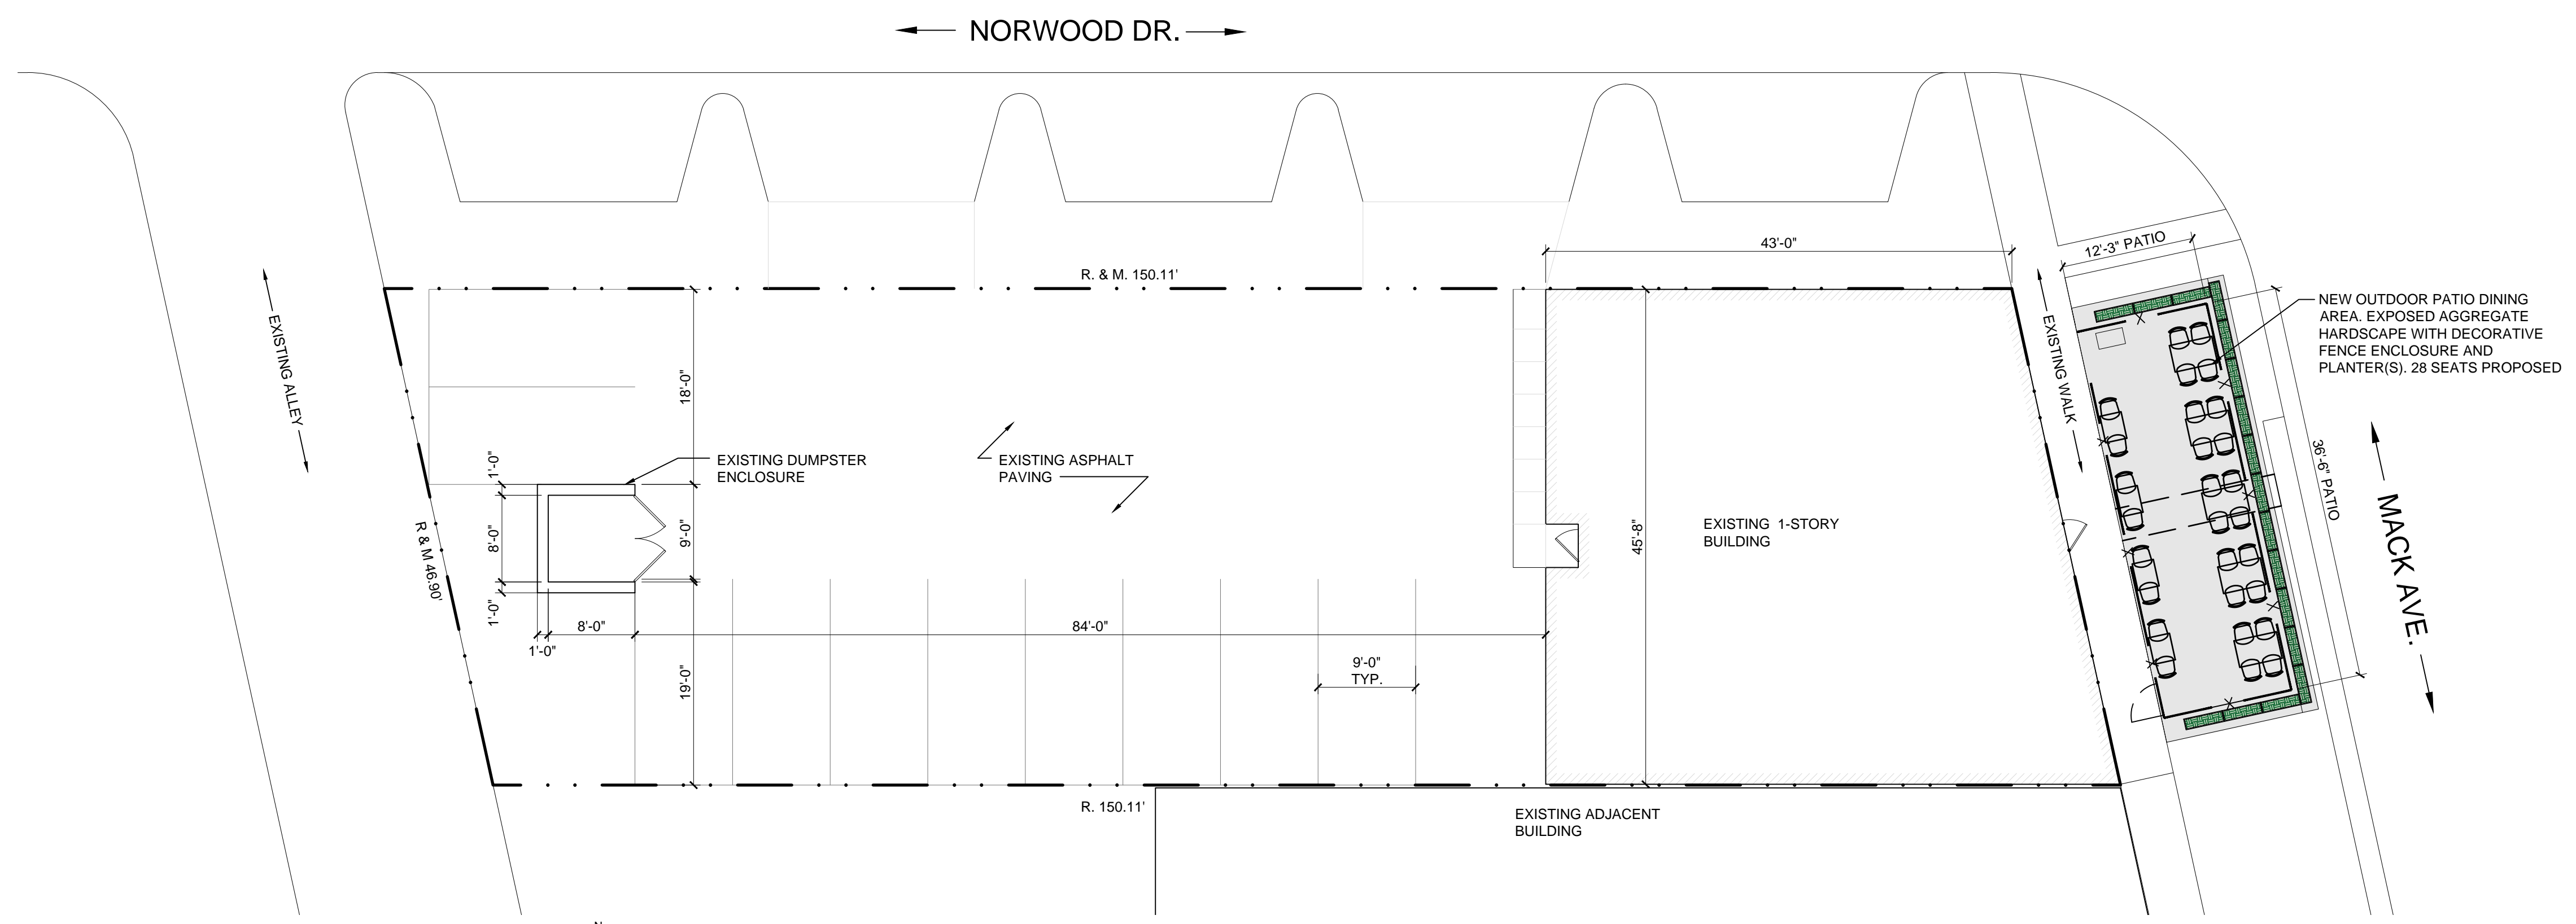 NORWOOD DR.
43'-0"
12'-3" PATIO
R. & M. 150.11'
EXISTING ALLEY
EXISTING WALK
NEW OUTDOOR PATIO DINING
AREA. EXPOSED AGGREGATE
HARDSCAPE WITH DECORATIVE
FENCE ENCLOSURE AND
PLANTER(S). 28 SEATS PROPOSED
18'-0"
EXISTING DUMPSTER
ENCLOSURE
EXISTING ASPHALT
PAVING
1'-0"
8'-0"
1'-0"
9'-0"
R & M 46.90'
45'-8"
EXISTING 1-STORY
BUILDING
36'-6" PATIO
MACK AVE.
8'-0"
1'-0"
84'-0"
9'-0"
TYP.
19'-0"
R. 150.11'
EXISTING ADJACENT
BUILDING